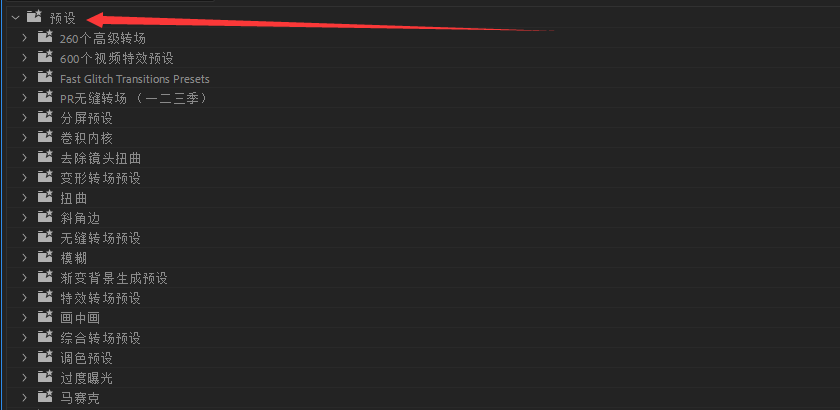 预设
260个高级转场
600个视频特效预设
Fast Glitch Transitions Presets
PR无缝转场 （一二三季）
分屏预设
卷积内核
去除镜头扭曲
变形转场预设
扭曲
斜角边
无缝转场预设
模糊
渐变背景生成预设
特效转场预设
画中画
综合转场预设
调色预设
过度曝光
马赛克